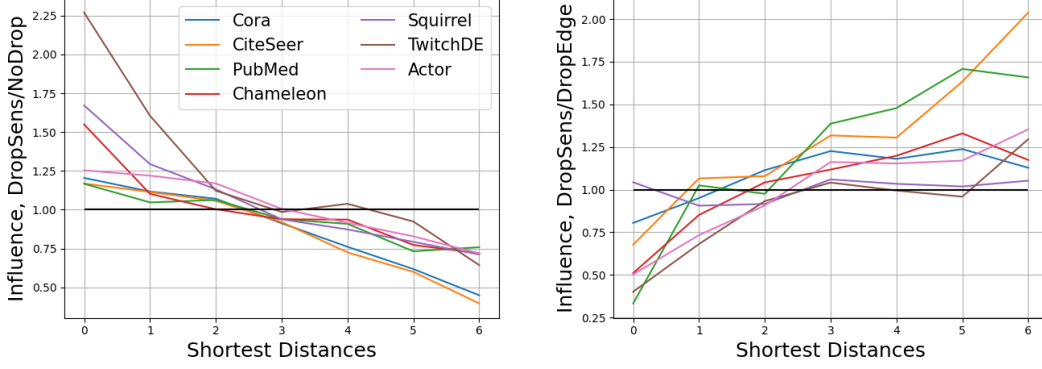 Influence, DropSens/NoDrop
2.25
2.00
1.75
1.50
1.25
1.00
0.75
0.50
Cora
CiteSeer
PubMed
Chameleon
Squirrel
TwitchDE
Actor
0 1 2 3 4 5 6
Shortest Distances
Influence, DropSens/DropEdge
2.00
1.75
1.50
1.25
1.00
0.75
0.50
0.25
0 1 2 3 4 5 6
Shortest Distances